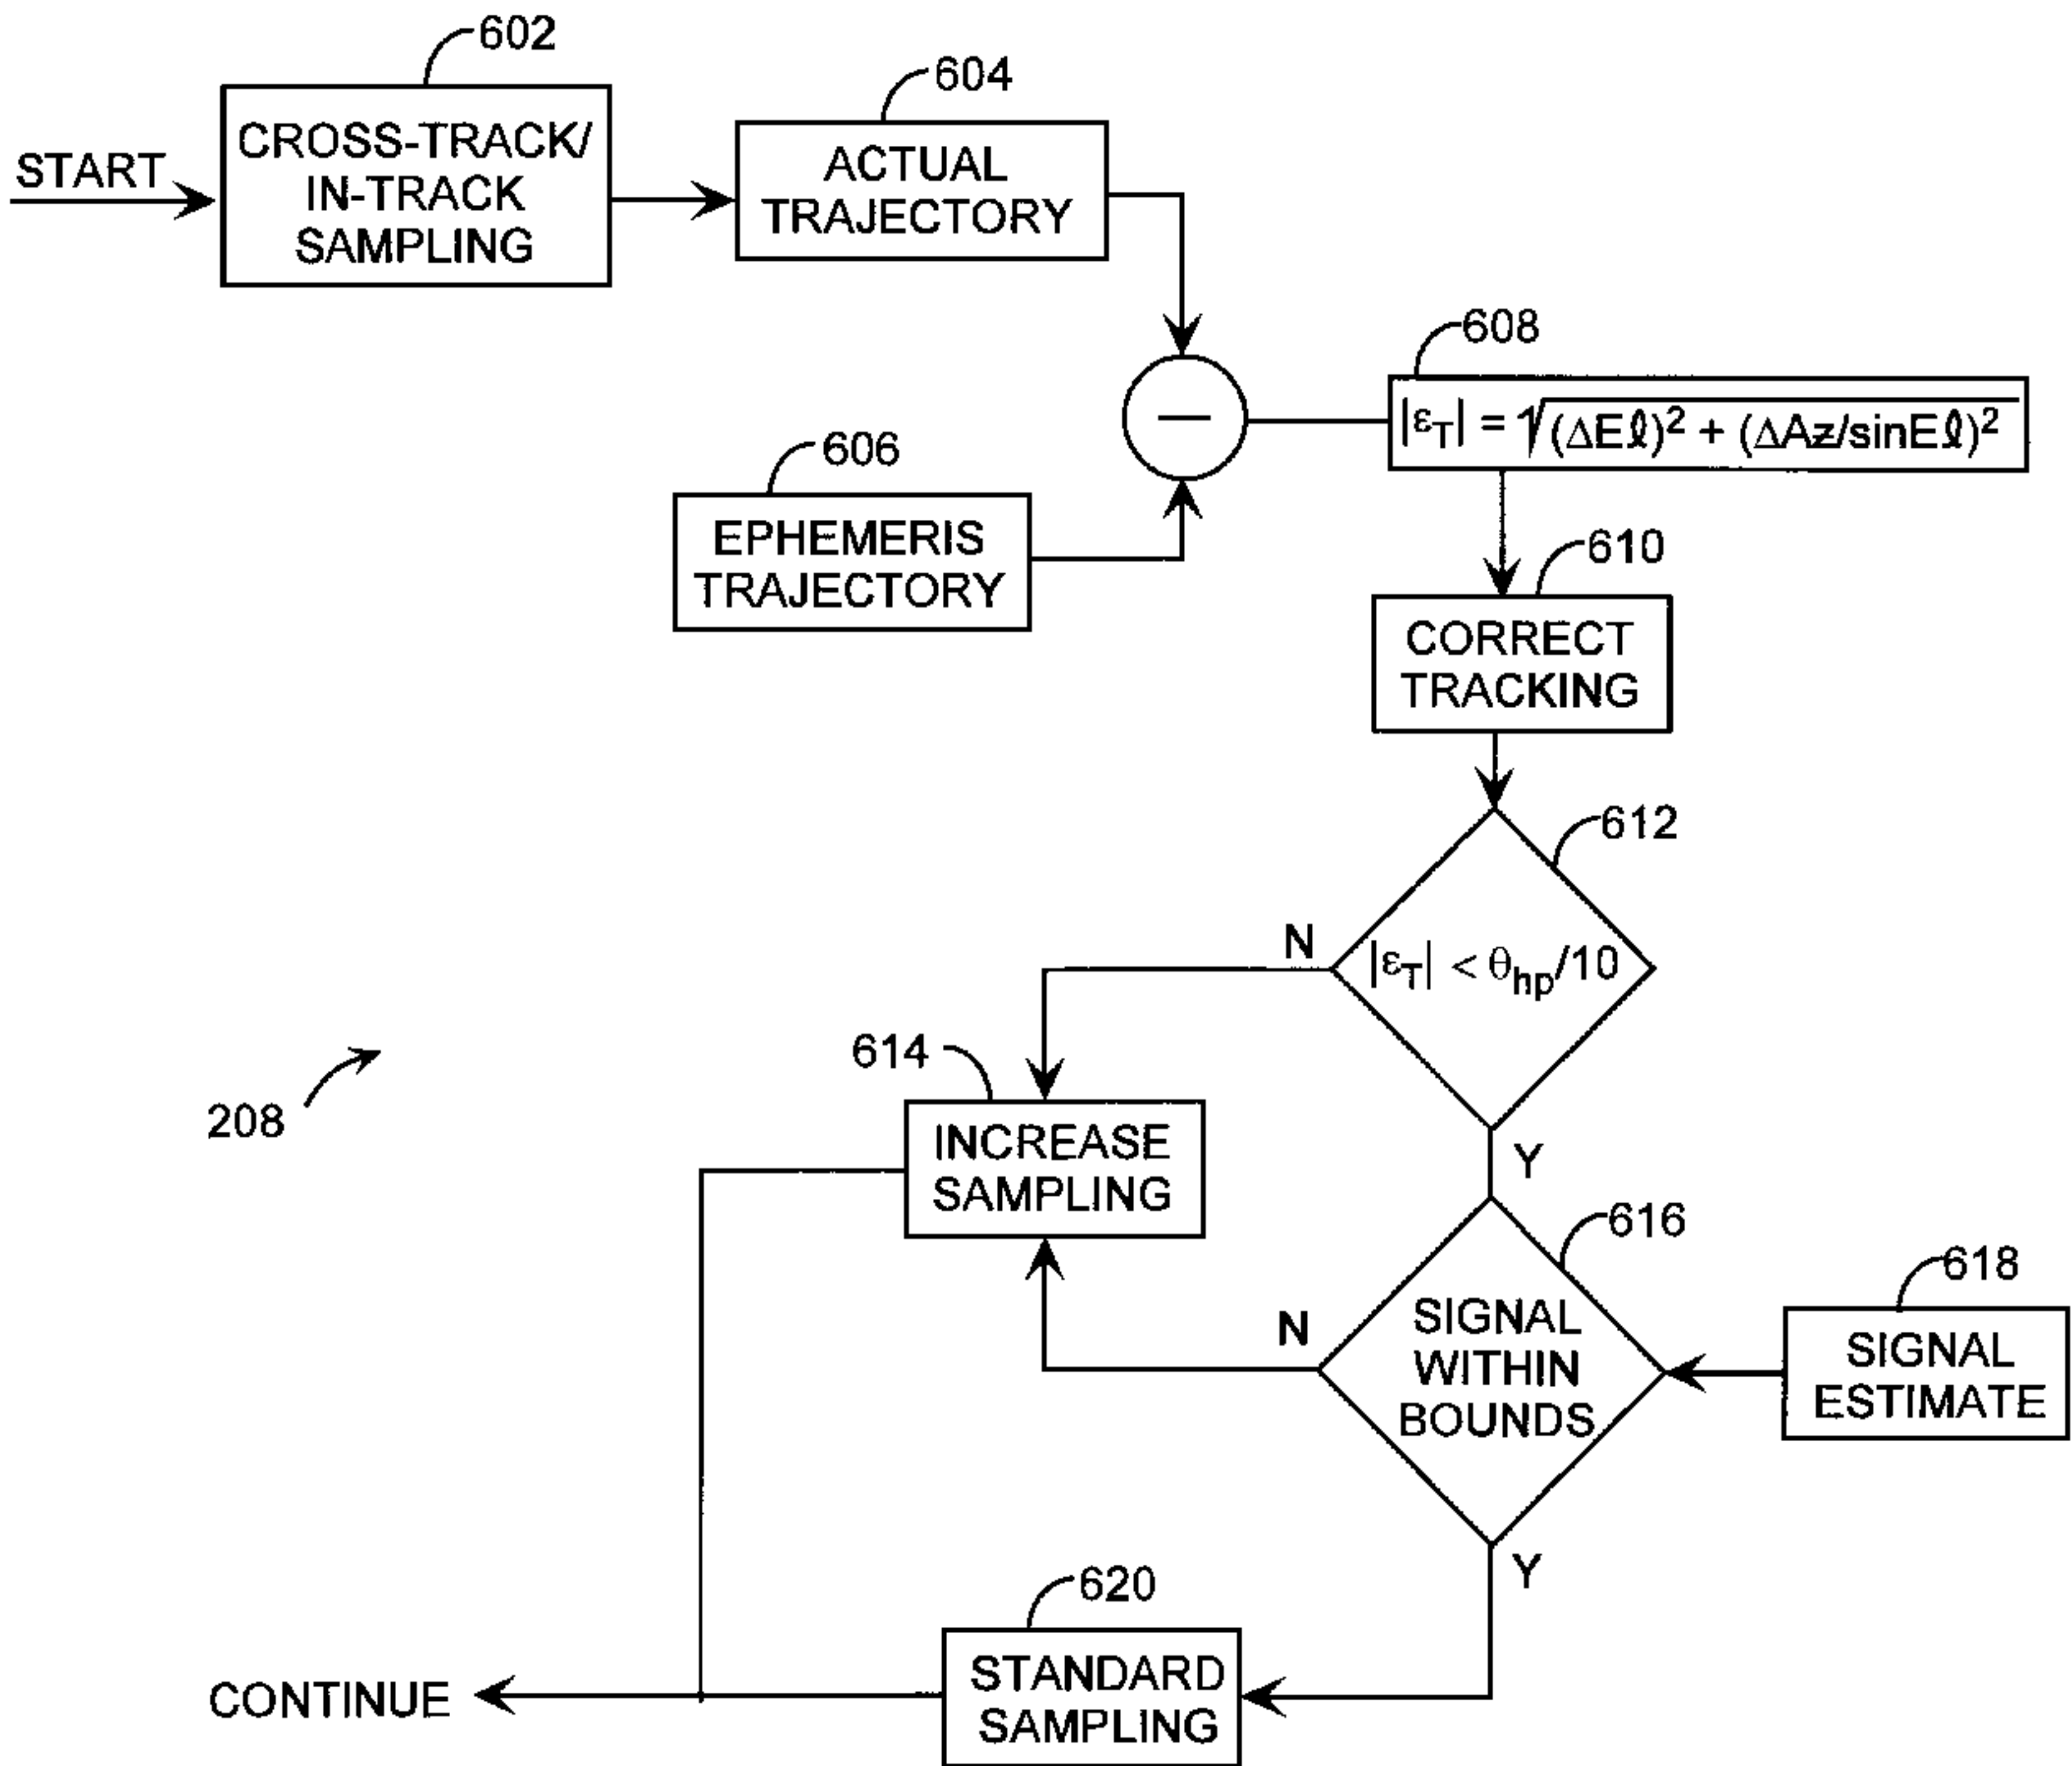 602
604
START
CROSS-TRACK/
IN-TRACK
SAMPLING
ACTUAL
TRAJECTORY
608
—
|εT| = √(ΔEℓ)² + (ΔAz/sinEℓ)²
606
EPHEMERIS
TRAJECTORY
610
CORRECT
TRACKING
612
N
|εT| < θhp/10
614
208
INCREASE
SAMPLING
Y
616
618
N
SIGNAL
WITHIN
BOUNDS
SIGNAL
ESTIMATE
Y
620
CONTINUE
STANDARD
SAMPLING